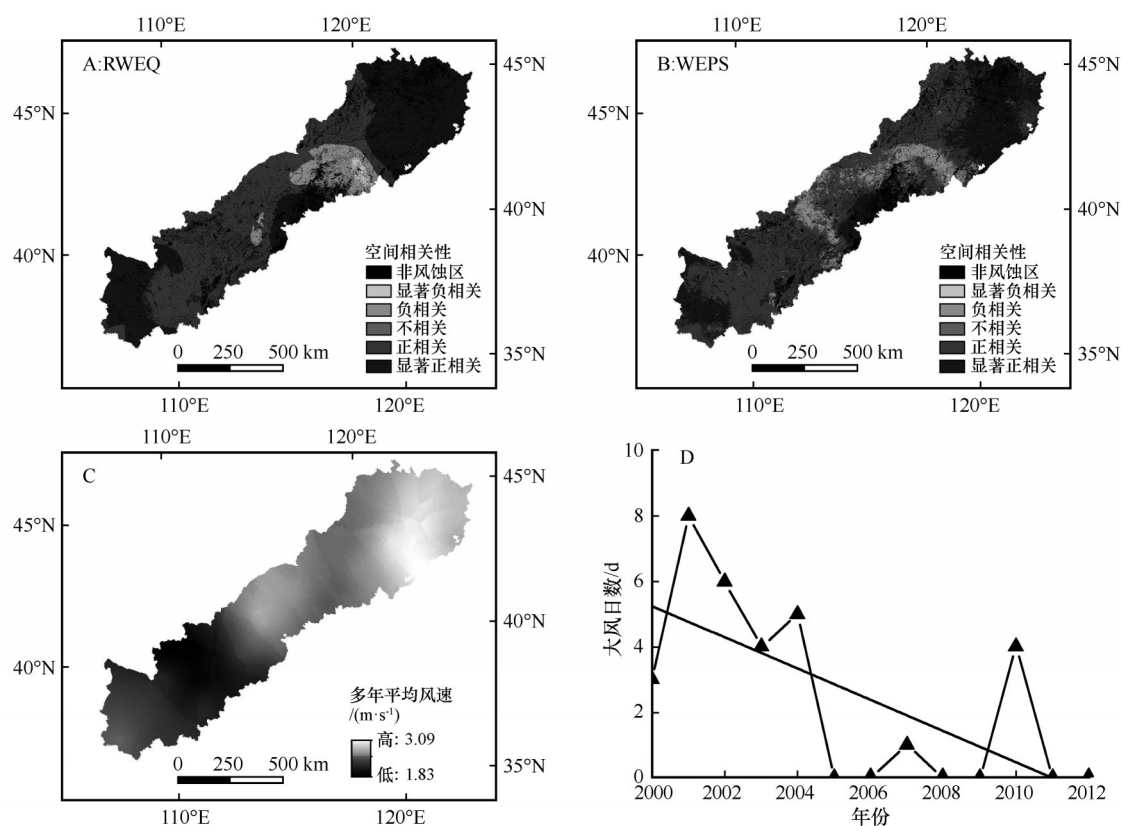 110°E 120°E
A:RWEQ
45°N 45°N
40°N 40°N
35°N
空间相关性
非风蚀区
显著负相关
负相关
不相关
正相关
显著正相关
0 250 500 km
110°E 120°E
110°E 120°E
B:WEPS
45°N 45°N
40°N 40°N
35°N
空间相关性
非风蚀区
显著负相关
负相关
不相关
正相关
显著正相关
0 250 500 km
110°E 120°E
110°E 120°E
C
45°N 45°N
40°N 40°N
35°N
多年平均风速
/(m·s⁻¹)
高: 3.09
低: 1.83
0 250 500 km
110°E 120°E
D
大风日数/d
10
8
6
4
2
0
2000 2002 2004 2006 2008 2010 2012
年份